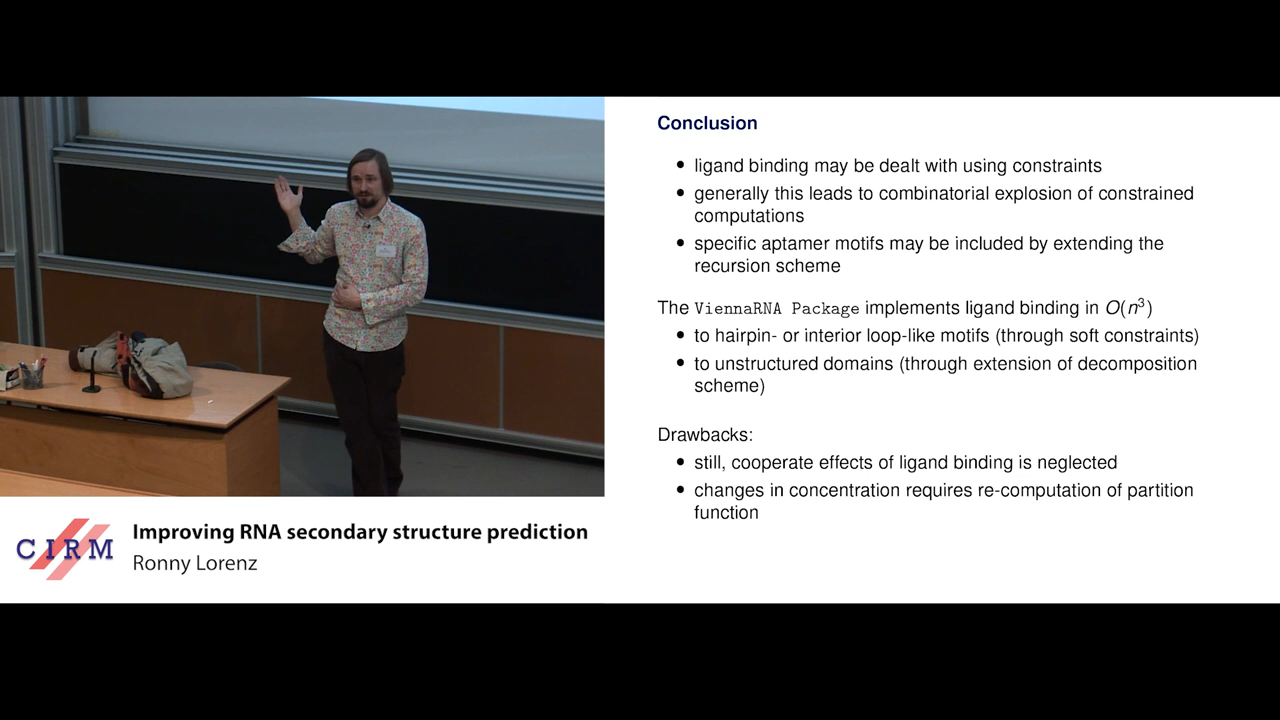 Conclusion
• ligand binding may be dealt with using constraints
• generally this leads to combinatorial explosion of constrained
computations
• specific aptamer motifs may be included by extending the
recursion scheme
The ViennaRNA Package implements ligand binding in O(n³)
• to hairpin- or interior loop-like motifs (through soft constraints)
• to unstructured domains (through extension of decomposition
scheme)
Drawbacks:
• still, cooperate effects of ligand binding is neglected
• changes in concentration requires re-computation of partition
function
CIRM
Improving RNA secondary structure prediction
Ronny Lorenz